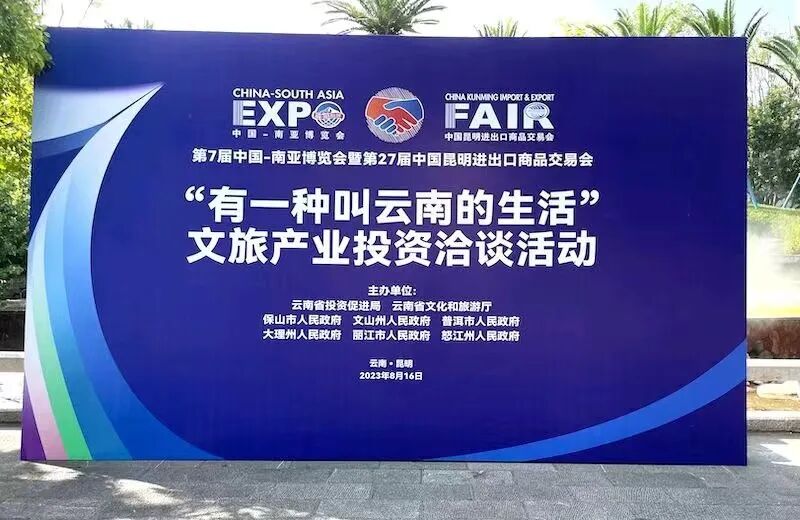 CHINA-SOUTH ASIA
EXPO
中国-南亚博览会
CHINA KUNMING IMPORT & EXPORT
FAIR
中国昆明进出口商品交易会
第7届中国-南亚博览会暨第27届中国昆明进出口商品交易会
“有一种叫云南的生活”
文旅产业投资洽谈活动
主办单位：
云南省投资促进局 云南省文化和旅游厅
保山市人民政府 文山州人民政府 普洱市人民政府
大理州人民政府 丽江市人民政府 怒江州人民政府
云南·昆明
2023年8月16日